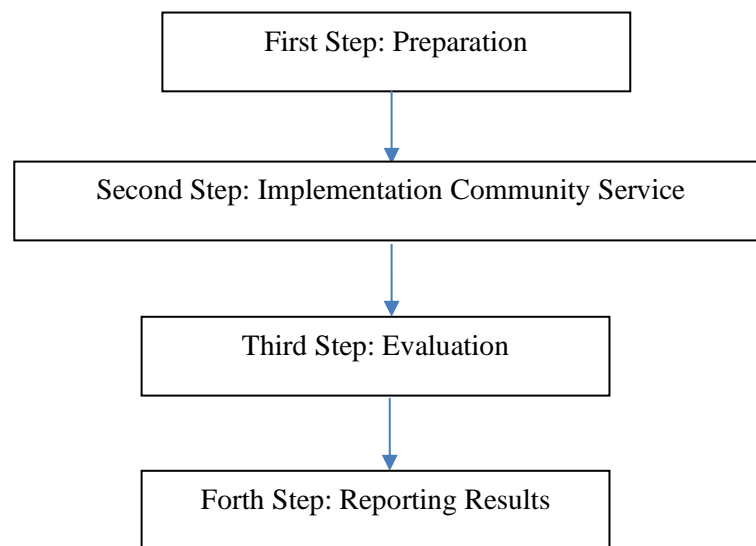 First Step: Preparation
Second Step: Implementation Community Service
Third Step: Evaluation
Forth Step: Reporting Results